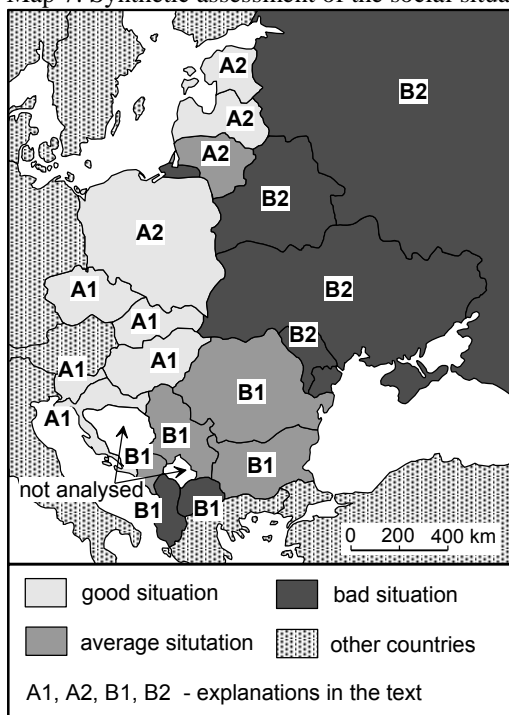 Map 7. Synthetic assessment of the social situa
A2
B2
A2
A2
B2
A2
B2
A1
A1
B2
A1
A1
B1
A1
B1
B1
B1
not analysed
B1
B1
0 200 400 km
good situation
bad situation
average situtation
other countries
A1, A2, B1, B2 - explanations in the text